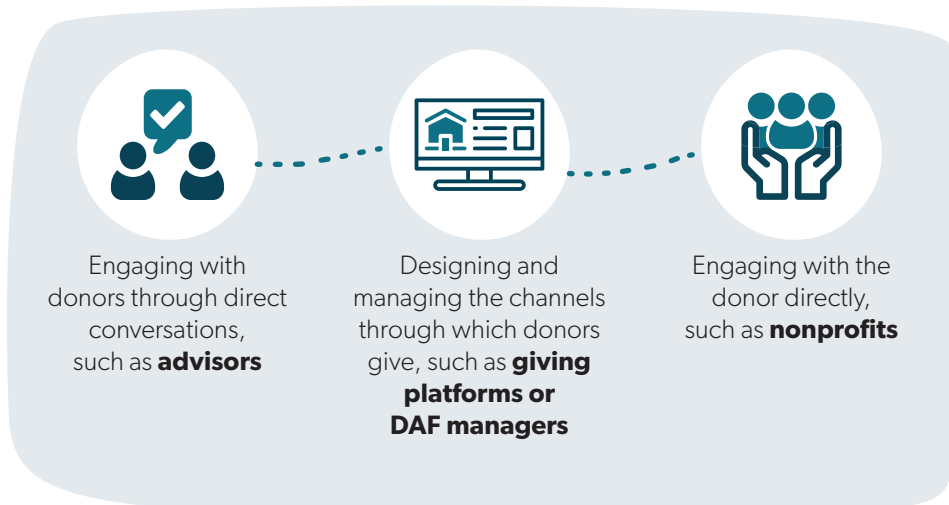 Engaging with
donors through direct
conversations,
such as advisors
Designing and
managing the channels
through which donors
give, such as giving
platforms or
DAF managers
Engaging with the
donor directly,
such as nonprofits